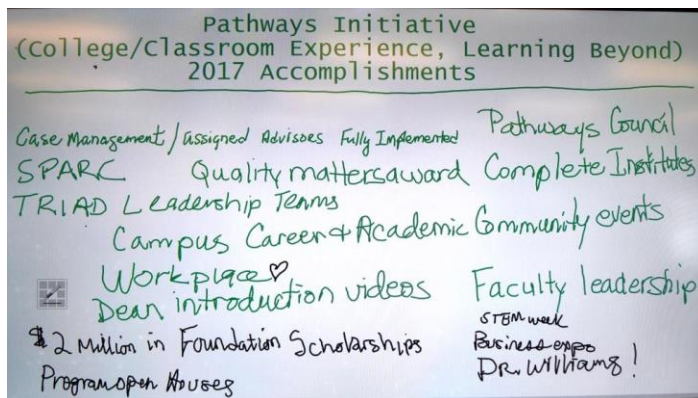 Pathways Initiative
(College/Classroom Experience, Learning Beyond)
2017 Accomplishments
Case Management/assigned Advisors Fully Implemented
Pathways Council
SPARC
Quality matters award
Complete Institutes
TRIAD Leadership Teams
Campus Career & Academic Community events
Workplace♡
Dean introduction videos
Faculty leadership
$2 Million in Foundation Scholarships
STEM week
Business expo
Program open houses
Dr. Williams!